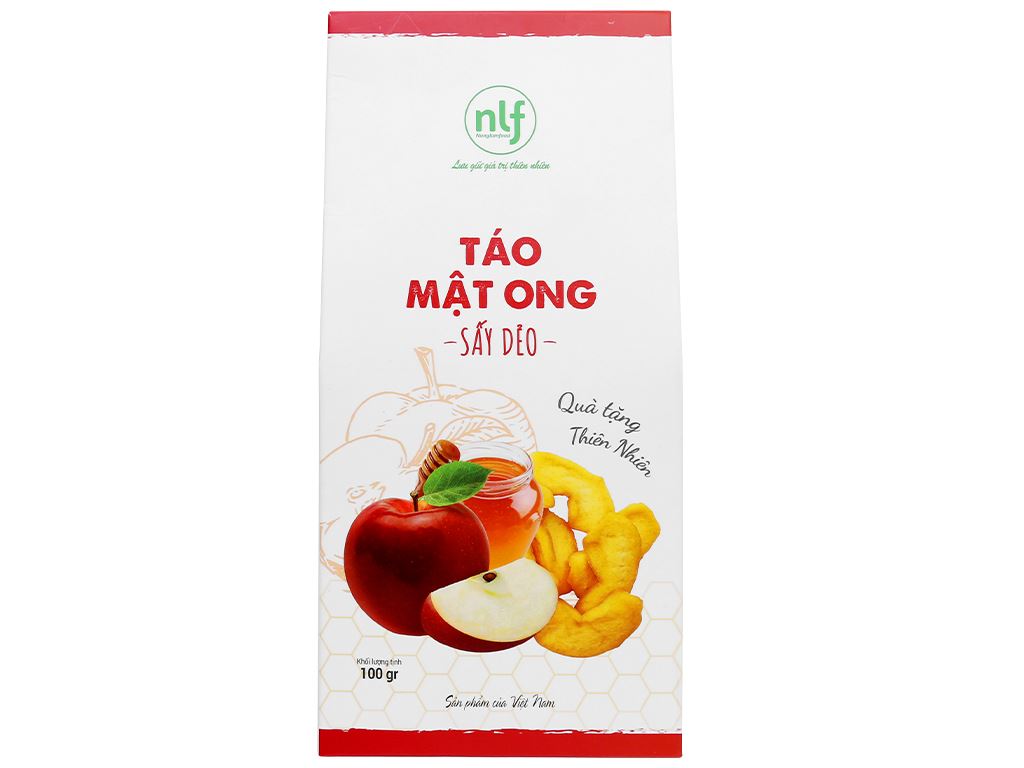 nlf
Nonglamfood
Lưu giữ giá trị thiên nhiên
TÁO
MẬT ONG
SẤY DẺO
Quà tặng
Thiên Nhiên
Khối lượng tịnh
100 gr
Sản phẩm của Việt Nam